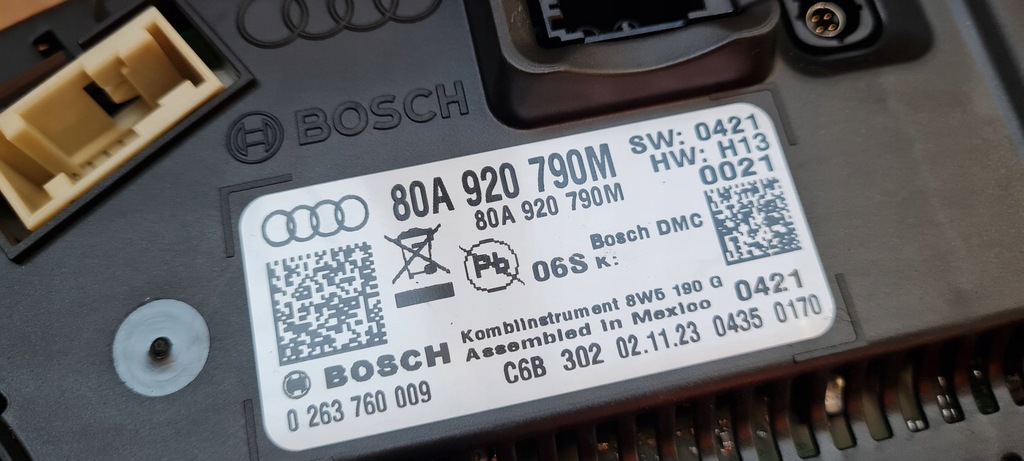 BOSCH
80A 920 790M
80A 920 790M
SW: 0421
HW: H13
0021
Pb
06S K:
Bosch DMC
Kombiinstrument 8W5 190 G
Assembled in Mexico
0421
BOSCH
C6B 302 02.11.23 0435 0170
0 263 760 009